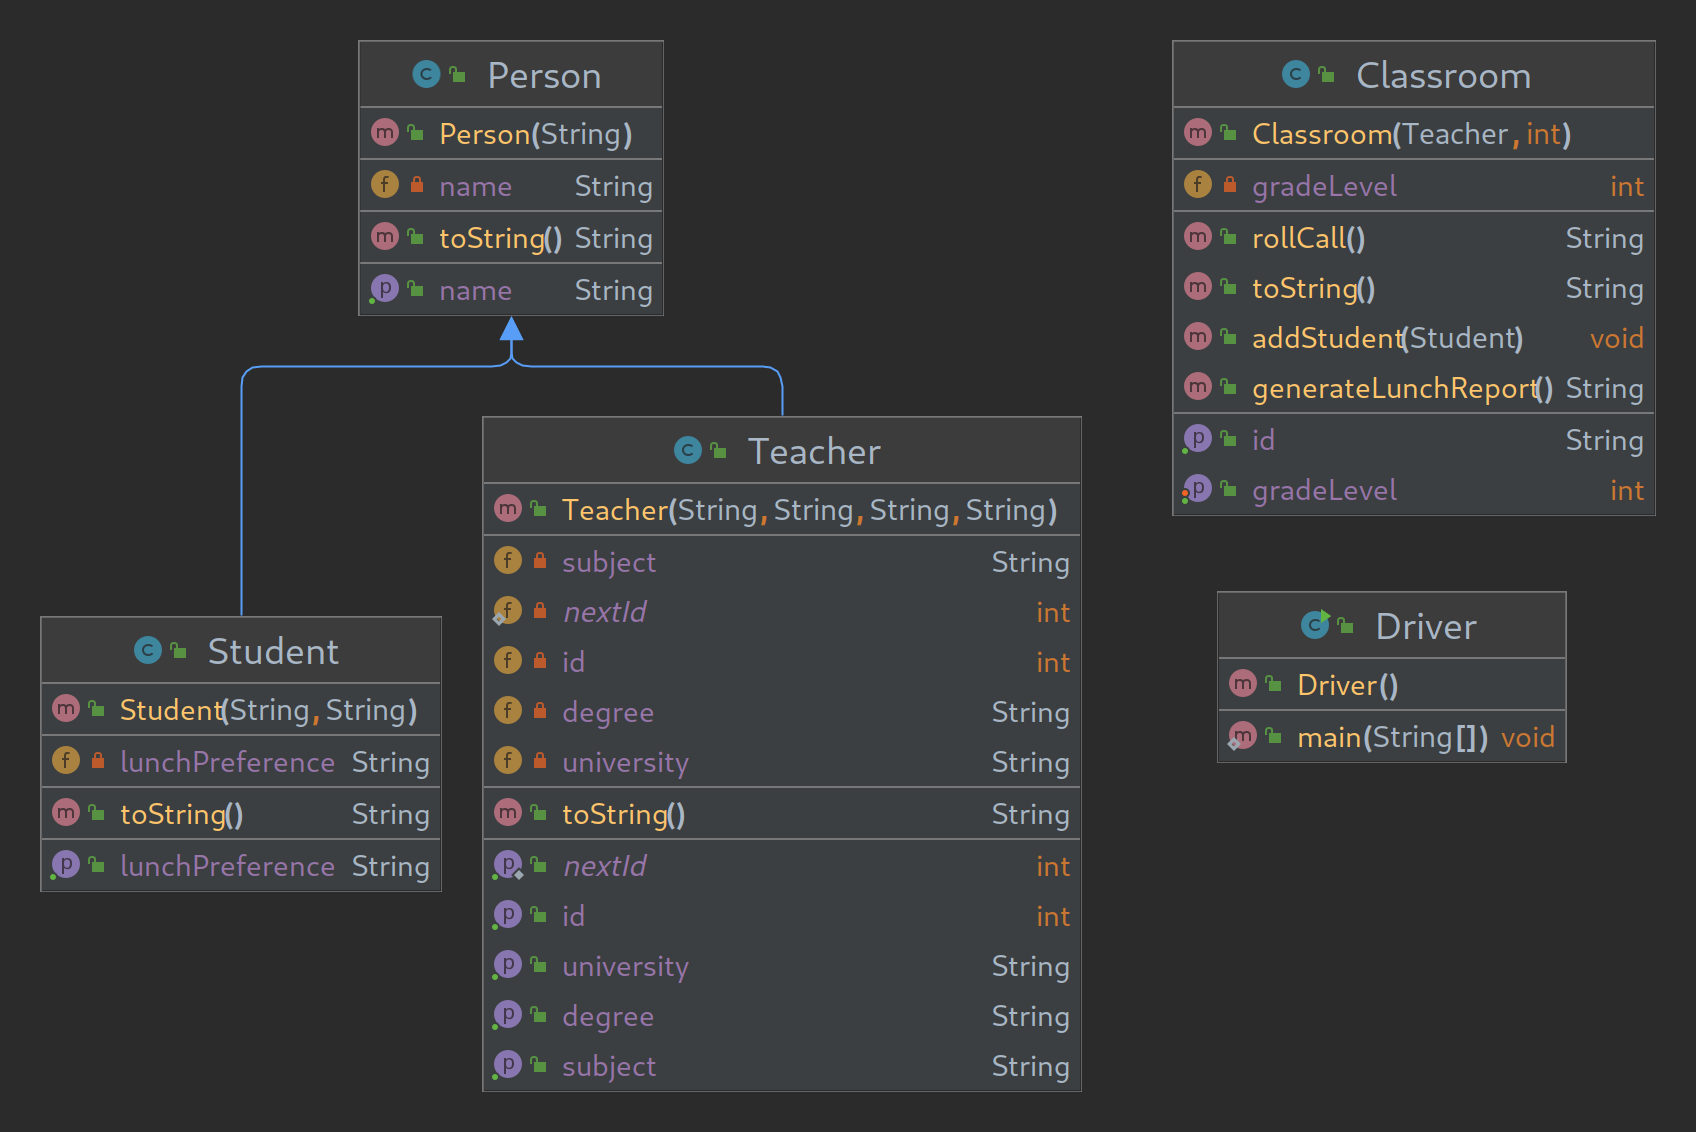 Person
Person(String)
name String
toString() String
name String
Classroom
Classroom(Teacher, int)
gradeLevel int
rollCall() String
toString() String
addStudent(Student) void
generateLunchReport() String
id String
gradeLevel int
Teacher
Teacher(String, String, String, String)
subject String
nextId int
id int
degree String
university String
toString() String
nextId int
id int
university String
degree String
subject String
Student
Student(String, String)
lunchPreference String
toString() String
lunchPreference String
Driver
Driver()
main(String[]) void